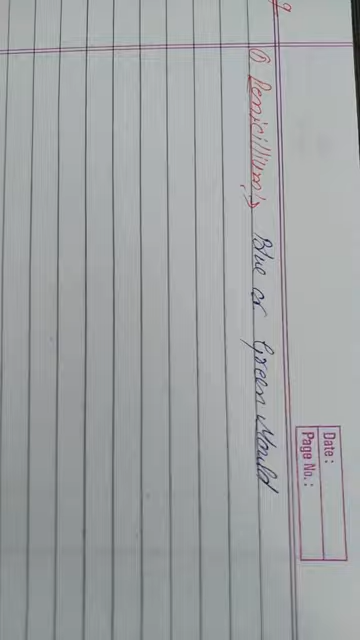 ① Penicillium :→ Blue or Green Mould
Date :
Page No. :